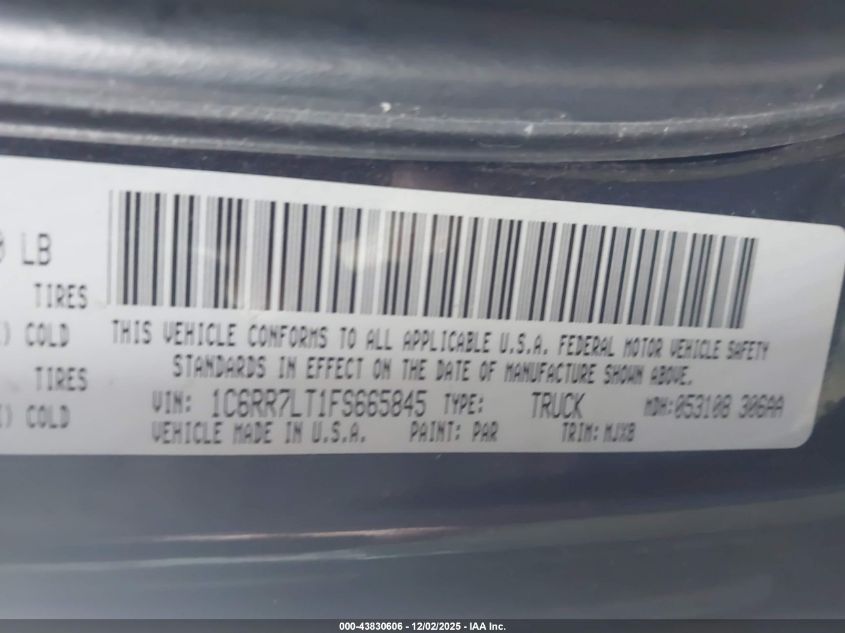 LB
TIRES
COLD
TIRES
COLD
THIS VEHICLE CONFORMS TO ALL APPLICABLE U.S.A. FEDERAL MOTOR VEHICLE SAFETY
STANDARDS IN EFFECT ON THE DATE OF MANUFACTURE SHOWN ABOVE.
VIN: 1C6RR7LT1FS665845 TYPE: TRUCK MDH:053108 306AA
VEHICLE MADE IN U.S.A. PAINT: PAR TRIM: MJX8
000-43830606 - 12/02/2025 - IAA Inc.